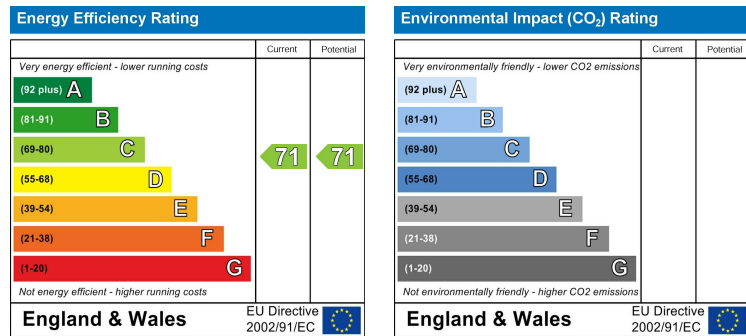 Energy Efficiency Rating
Current Potential
Very energy efficient - lower running costs
(92 plus) A
(81-91) B
(69-80) C
71 71
(55-68) D
(39-54) E
(21-38) F
(1-20) G
Not energy efficient - higher running costs
England & Wales
EU Directive
2002/91/EC
Environmental Impact (CO₂) Rating
Current Potential
Very environmentally friendly - lower CO2 emissions
(92 plus) A
(81-91) B
(69-80) C
(55-68) D
(39-54) E
(21-38) F
(1-20) G
Not environmentally friendly - higher CO2 emissions
England & Wales
EU Directive
2002/91/EC